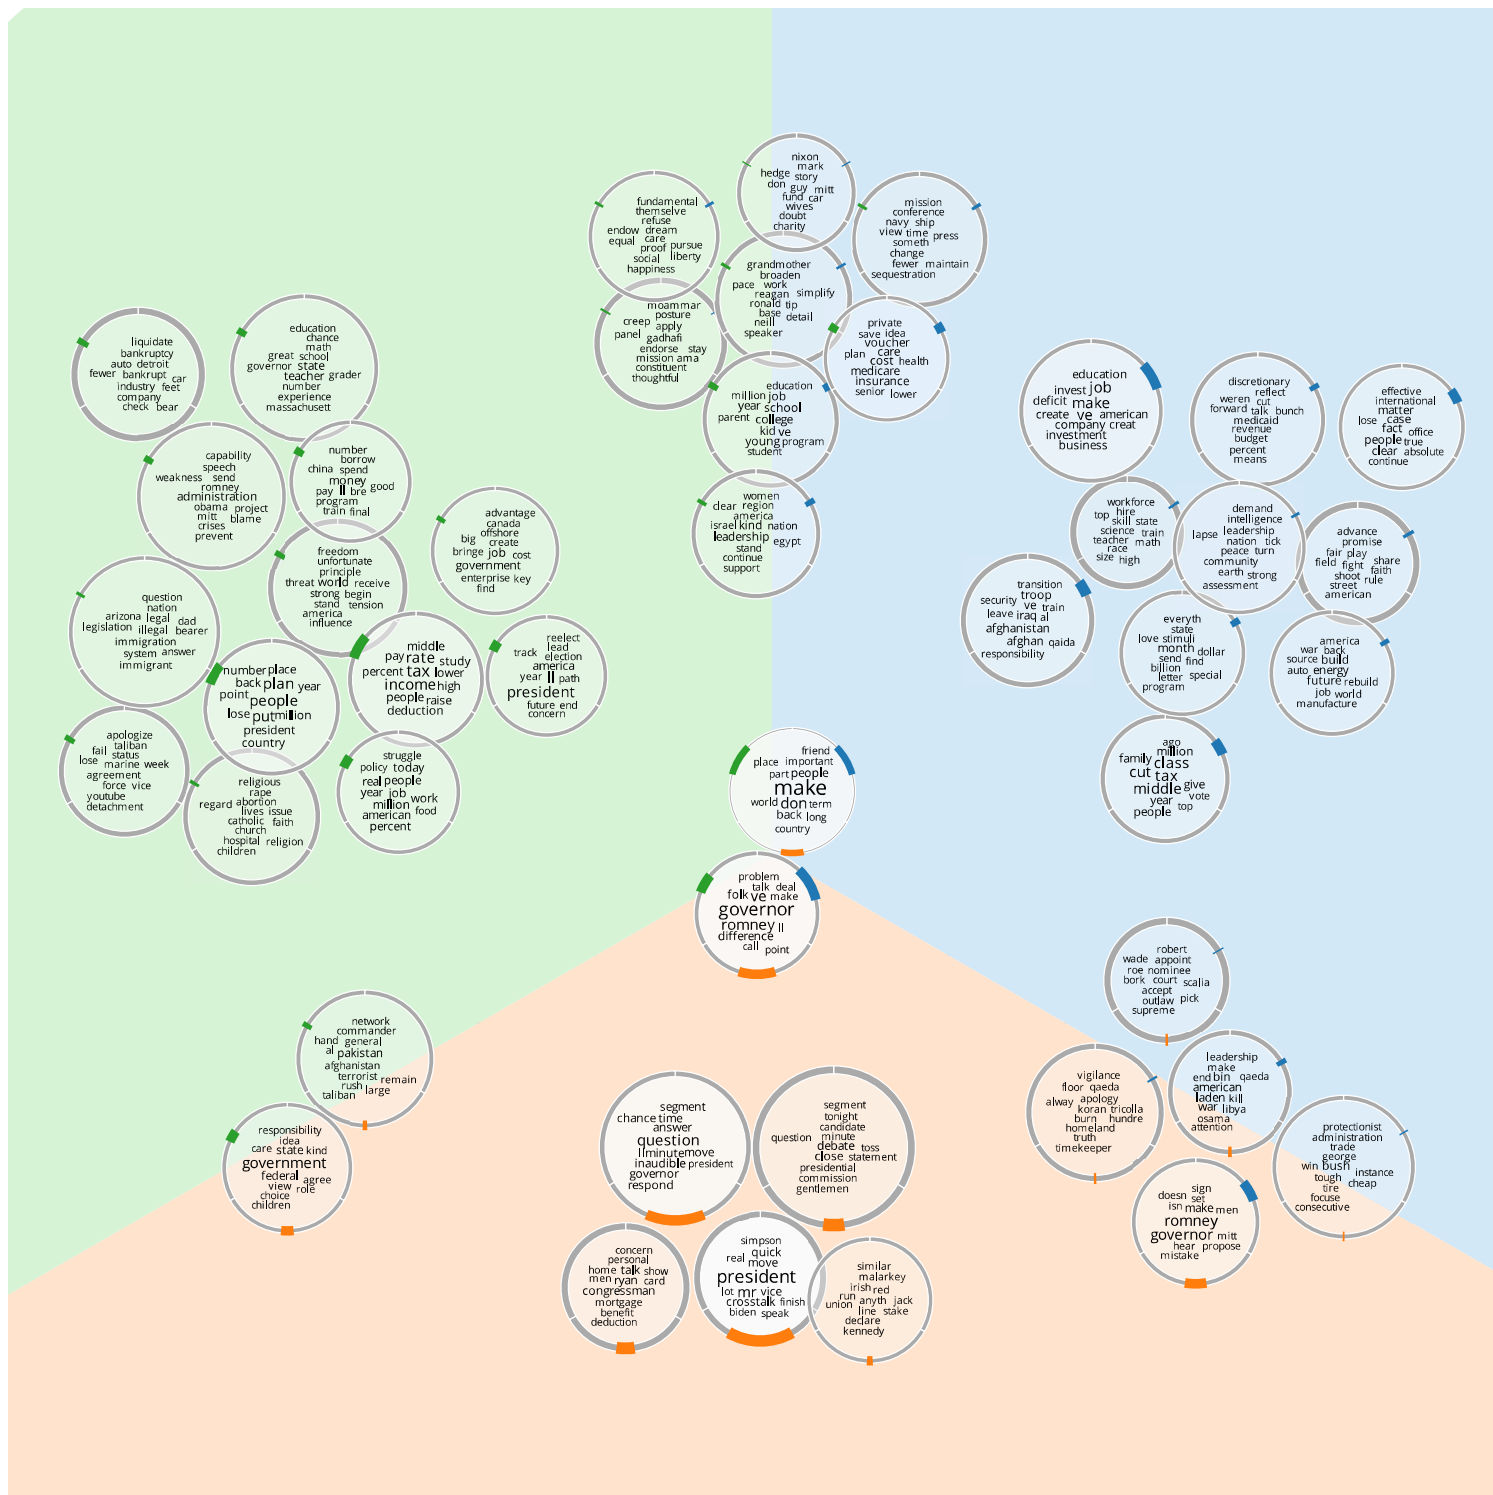 nixon
mark
hedge story
don guy mitt
fund car
wives
doubt
charity
fundamental
themselve
refuse
endow dream
equal care
proof pursue
social liberty
happiness
mission
conference
navy ship
view time press
someth
change
fewer maintain
sequestration
grandmother
broaden
pace work
reagan simplify
ronald tip
base detail
neill
speaker
moammar
posture
creep apply
panel gadhafi
endorse stay
mission ama
constituent
thoughtful
private
save idea
voucher
plan care
cost health
medicare
insurance
senior lower
education
million job
year school
parent college
kid ve
young program
student
women
clear region
america
israel kind nation
leadership egypt
stand
continue
support
liquidate
bankruptcy
auto detroit
fewer bankrupt car
industry feet
company
check bear
education
chance
math
great school
governor state
teacher grader
number
experience
massachusett
capability
speech
weakness send
romney
administration
obama project
mitt blame
crises
prevent
number
borrow
china spend
money
pay ll bre good
program
train final
advantage
canada
offshore
big create
bringe job cost
government
enterprise key
find
freedom
unfortunate
principle
threat world receive
strong begin
stand tension
america
influence
question
nation
arizona legal dad
legislation illegal bearer
immigration
system answer
immigrant
number place
back plan year
point people
lose put million
president
country
middle
pay rate study
percent tax lower
income high
people raise
deduction
reelect
lead
track election
america
year ll path
president
future end
concern
apologize
taliban
fail status
lose marine week
agreement
force vice
youtube
detachment
religious
rape
regard abortion
lives issue
catholic faith
church
hospital religion
children
struggle
policy today
real people
year job
million work
american food
percent
education
invest job
deficit make
create ve american
company creat
investment
business
discretionary
reflect
weren cut
forward talk bunch
medicaid
revenue
budget
percent
means
effective
international
matter
lose case
fact office
people true
clear absolute
continue
workforce
hire
top skill state
science train
teacher math
race
size high
demand
intelligence
leadership
lapse nation tick
peace turn
community
earth strong
assessment
advance
promise
fair play
field fight share
shoot faith
street rule
american
transition
security troop
ve train
leave iraq al
afghanistan
afghan qaida
responsibility
everyth
state
love stimuli
month dollar
send find
billion
letter special
program
america
war back
source build
auto energy
future rebuild
job world
manufacture
ago
million
family class
cut tax
middle give
year vote
people top
friend
place important
part people
make
world don term
back long
country
problem
talk deal
folk ve make
governor
romney ll
difference
call point
network
commander
hand general
al pakistan
afghanistan
terrorist
rush remain
taliban large
responsibility
idea
care state kind
government
federal agree
view role
choice
children
segment
chance time
answer
question
ll minute move
inaudible president
governor
respond
segment
tonight
candidate
question minute
debate toss
close statement
presidential
commission
gentlemen
concern
personal
home talk show
men ryan card
congressman
mortgage
benefit
deduction
simpson
real quick
move
president
lot mr vice
crosstalk finish
biden speak
similar
malarkey
irish red
run anyth jack
union line stake
declare
kennedy
robert
wade appoint
roe nominee
bork court scalia
accept
outlaw pick
supreme
vigilance
floor qaeda
alway apology
koran tricolla
burn hundre
homeland
truth
timekeeper
leadership
make
end bin qaeda
american
laden kill
war libya
osama
attention
protectionist
administration
trade
george
win bush instance
tough cheap
tire
focuse
consecutive
sign
doesn set
isn make men
romney
governor mitt
hear propose
mistake